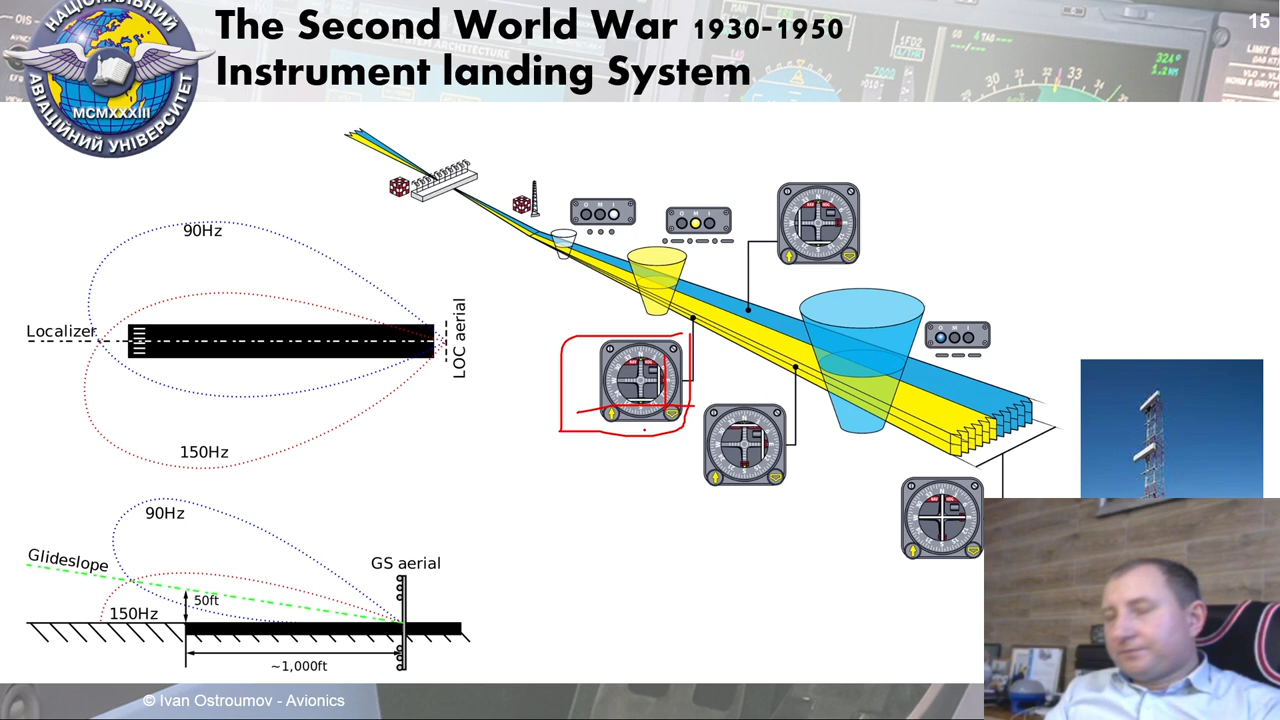 The Second World War 1930-1950
Instrument landing System
15
НАЦІОНАЛЬНИЙ
АВІАЦІЙНИЙ УНІВЕРСИТЕТ
MCMXXXIII
90Hz
Localizer
LOC aerial
150Hz
90Hz
Glideslope
GS aerial
50ft
150Hz
~1,000ft
O M I
O M I
O M I
© Ivan Ostroumov - Avionics